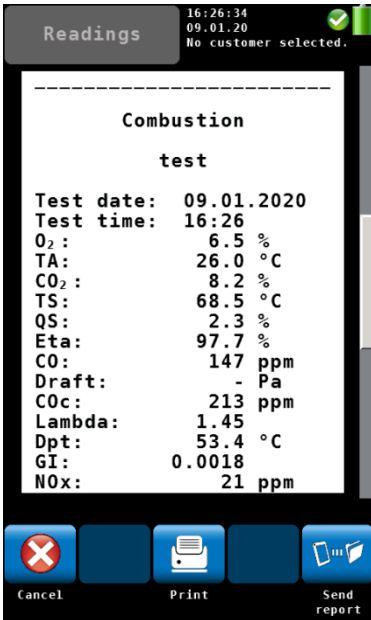 Readings
16:26:34
09.01.20
No customer selected.
Combustion
test
Test date: 09.01.2020
Test time: 16:26
O₂: 6.5 %
TA: 26.0 °C
CO₂: 8.2 %
TS: 68.5 °C
QS: 2.3 %
Eta: 97.7 %
CO: 147 ppm
Draft: - Pa
COc: 213 ppm
Lambda: 1.45
Dpt: 53.4 °C
GI: 0.0018
NOx: 21 ppm
Cancel
Print
Send
report